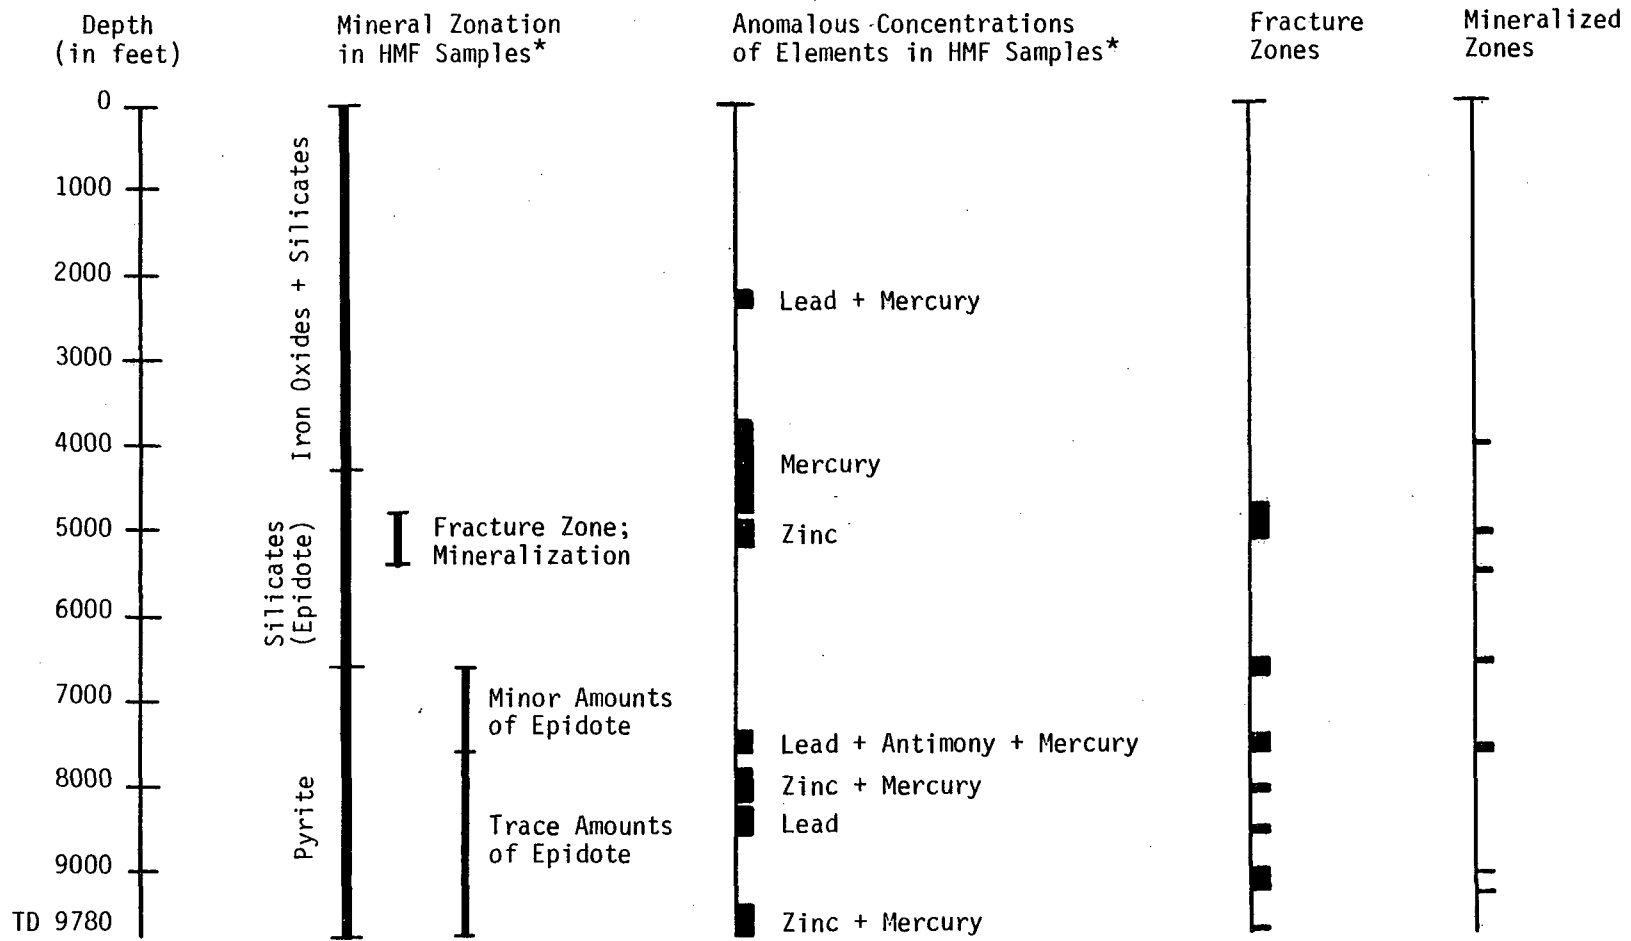 Depth
(in feet)
Mineral Zonation
in HMF Samples*
Anomalous Concentrations
of Elements in HMF Samples*
Fracture
Zones
Mineralized
Zones
0
1000
2000
3000
4000
5000
6000
7000
8000
9000
TD 9780
Iron Oxides + Silicates
Silicates
(Epidote)
Pyrite
Fracture Zone;
Mineralization
Minor Amounts
of Epidote
Trace Amounts
of Epidote
Lead + Mercury
Mercury
Zinc
Lead + Antimony + Mercury
Zinc + Mercury
Lead
Zinc + Mercury